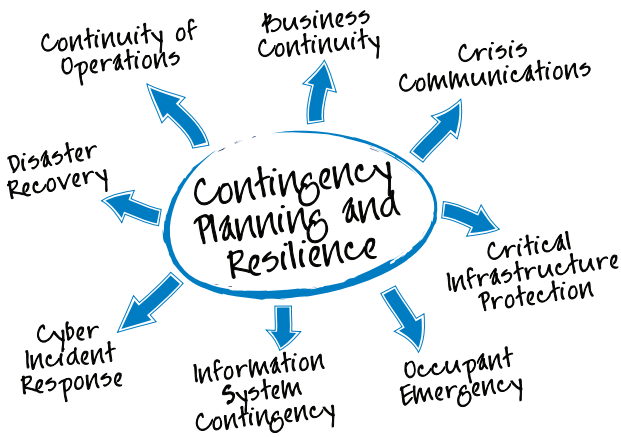 Business
Continuity
Continuity of
Operations
Crisis
Communications
Disaster
Recovery
Contingency
Planning and
Resilience
Critical
Infrastructure
Protection
Cyber
Incident
Response
Information
System
Contingency
Occupant
Emergency